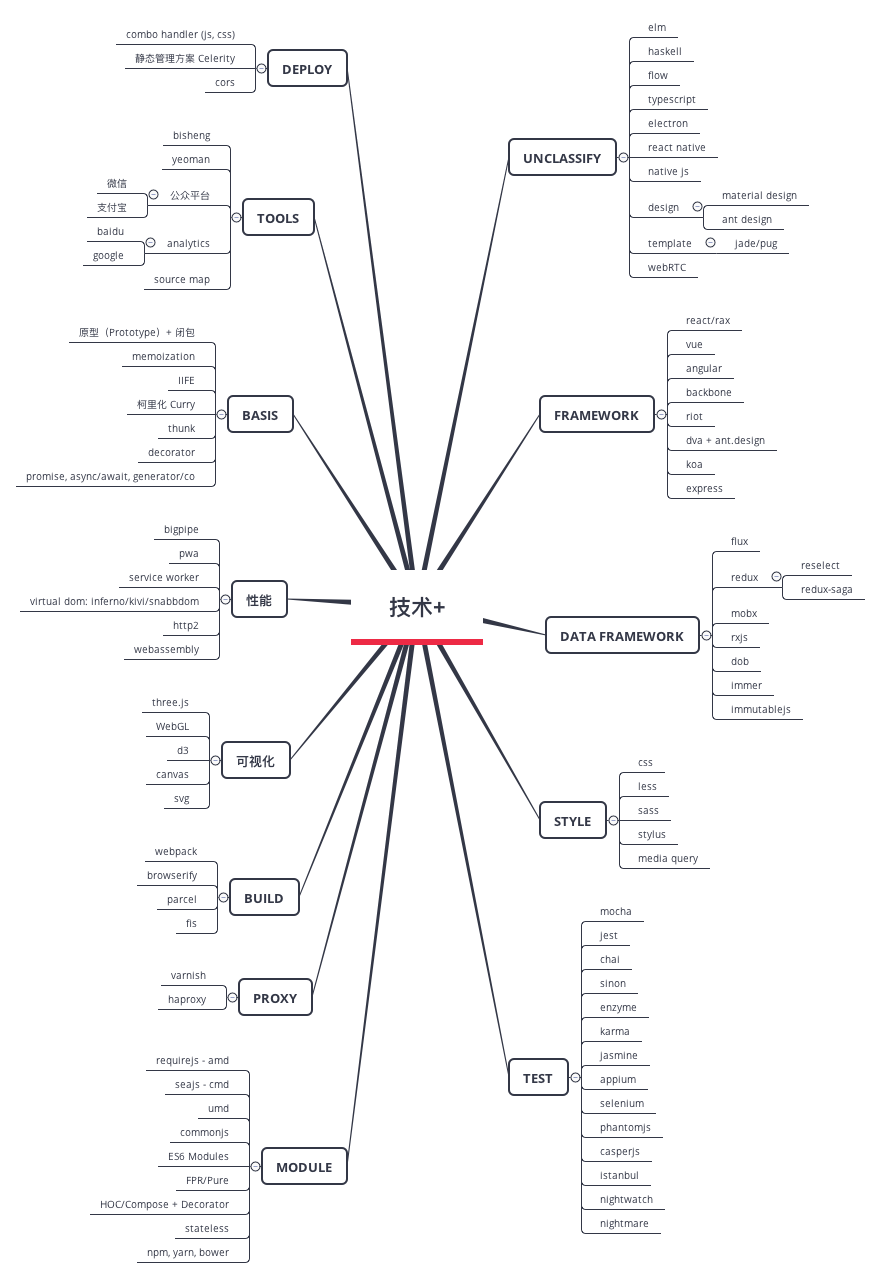 combo handler (js, css)
静态管理方案 Celerity
cors
DEPLOY
bisheng
yeoman
微信
支付宝
公众平台
baidu
google
analytics
source map
TOOLS
原型（Prototype）+ 闭包
memoization
IIFE
柯里化 Curry
thunk
decorator
promise, async/await, generator/co
BASIS
bigpipe
pwa
service worker
virtual dom: inferno/kivi/snabbdom
http2
webassembly
性能
three.js
WebGL
d3
canvas
svg
可视化
webpack
browserify
parcel
fis
BUILD
varnish
haproxy
PROXY
requirejs - amd
seajs - cmd
umd
commonjs
ES6 Modules
FPR/Pure
HOC/Compose + Decorator
stateless
npm, yarn, bower
MODULE
技术+
UNCLASSIFY
elm
haskell
flow
typescript
electron
react native
native js
design
material design
ant design
template
jade/pug
webRTC
FRAMEWORK
react/rax
vue
angular
backbone
riot
dva + ant.design
koa
express
DATA FRAMEWORK
flux
redux
reselect
redux-saga
mobx
rxjs
dob
immer
immutablejs
STYLE
css
less
sass
stylus
media query
TEST
mocha
jest
chai
sinon
enzyme
karma
jasmine
appium
selenium
phantomjs
casperjs
istanbul
nightwatch
nightmare